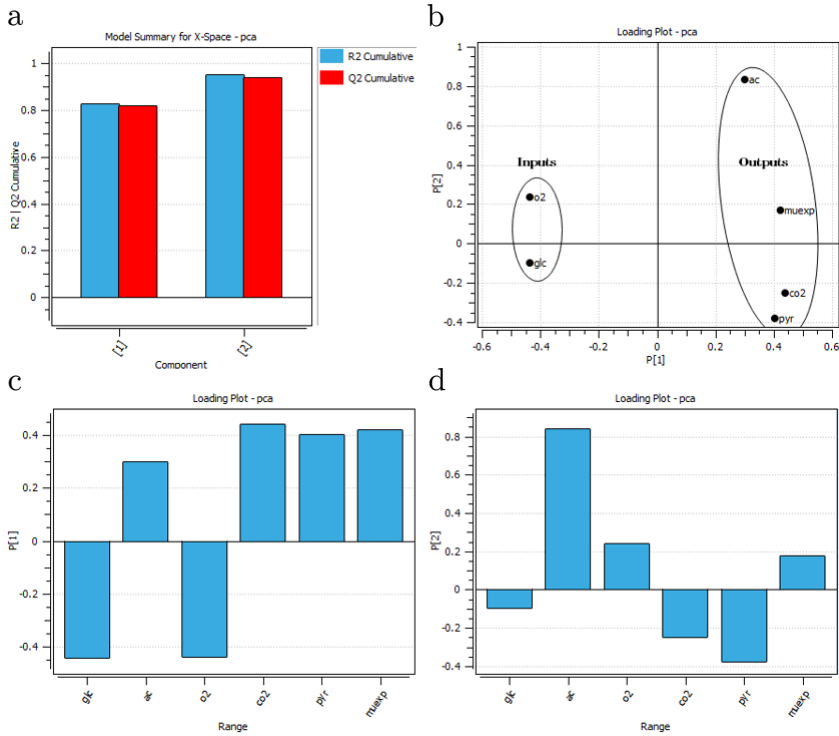 a
Model Summary for X-Space - pca
R2 Cumulative
Q2 Cumulative
R2 | Q2 Cumulative
1
0.8
0.6
0.4
0.2
0
[1]
[2]
Component
b
Loading Plot - pca
P[2]
1
0.8
0.6
0.4
0.2
0
-0.2
-0.4
ac
Inputs
Outputs
o2
muexp
glc
co2
pyr
-0.6 -0.4 -0.2 0 0.2 0.4 0.6
P[1]
c
Loading Plot - pca
P[1]
0.4
0.2
0
-0.2
-0.4
glc ac o2 co2 pyr muexp
Range
d
Loading Plot - pca
P[2]
0.8
0.6
0.4
0.2
0
-0.2
-0.4
glc ac o2 co2 pyr muexp
Range